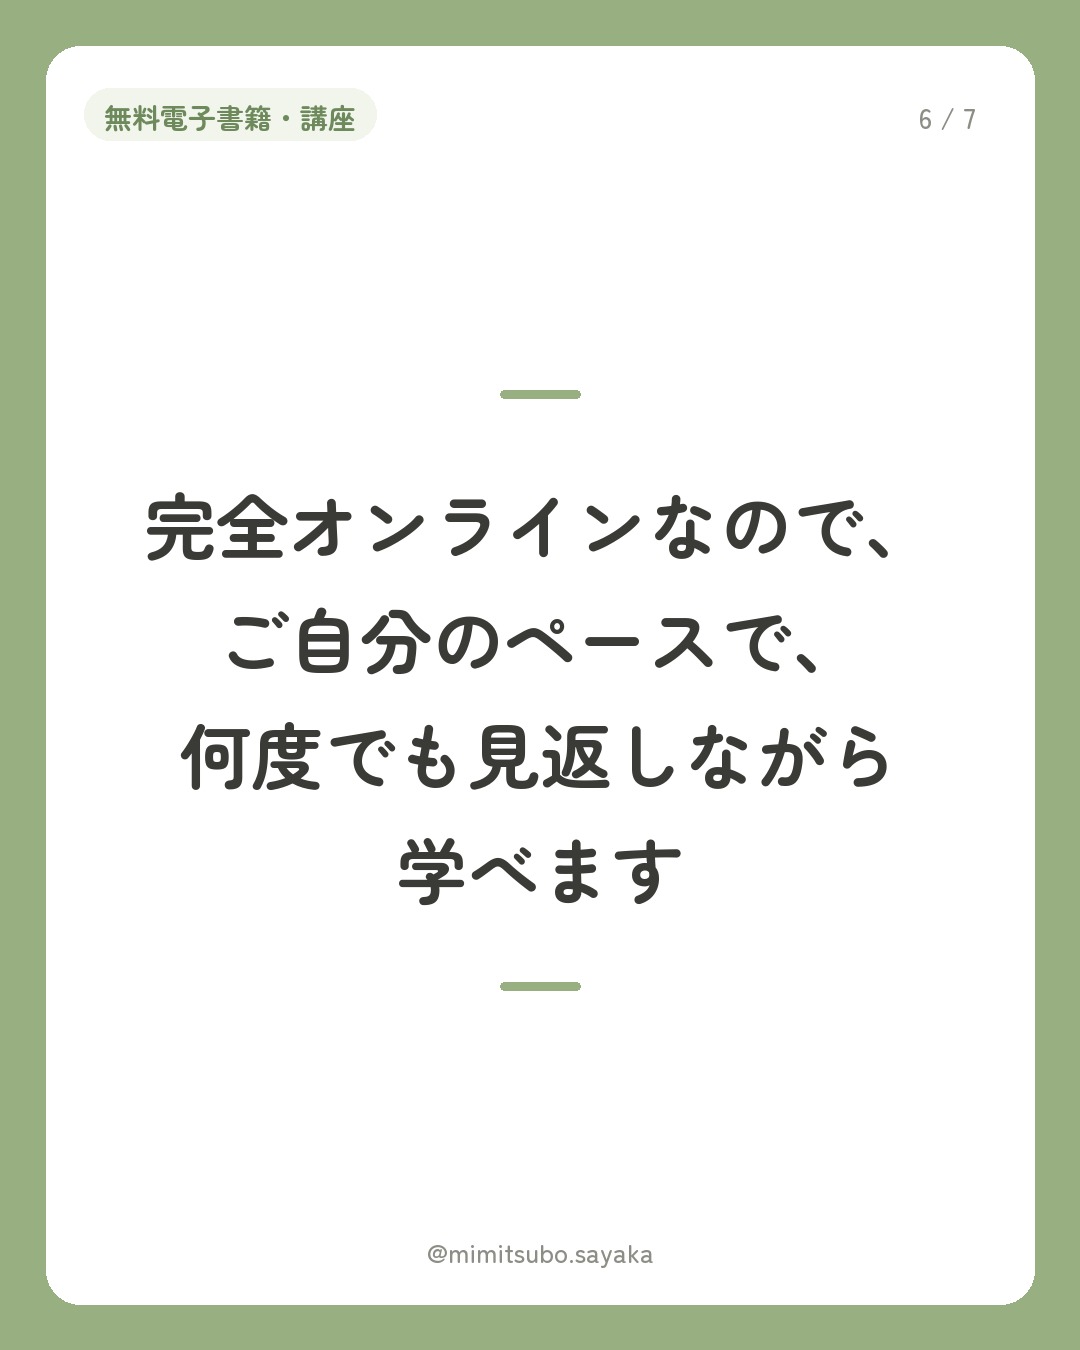 無料電子書籍・講座
6 / 7
完全オンラインなので、
ご自分のペースで、
何度でも見返しながら
学べます
@mimitsubo.sayaka